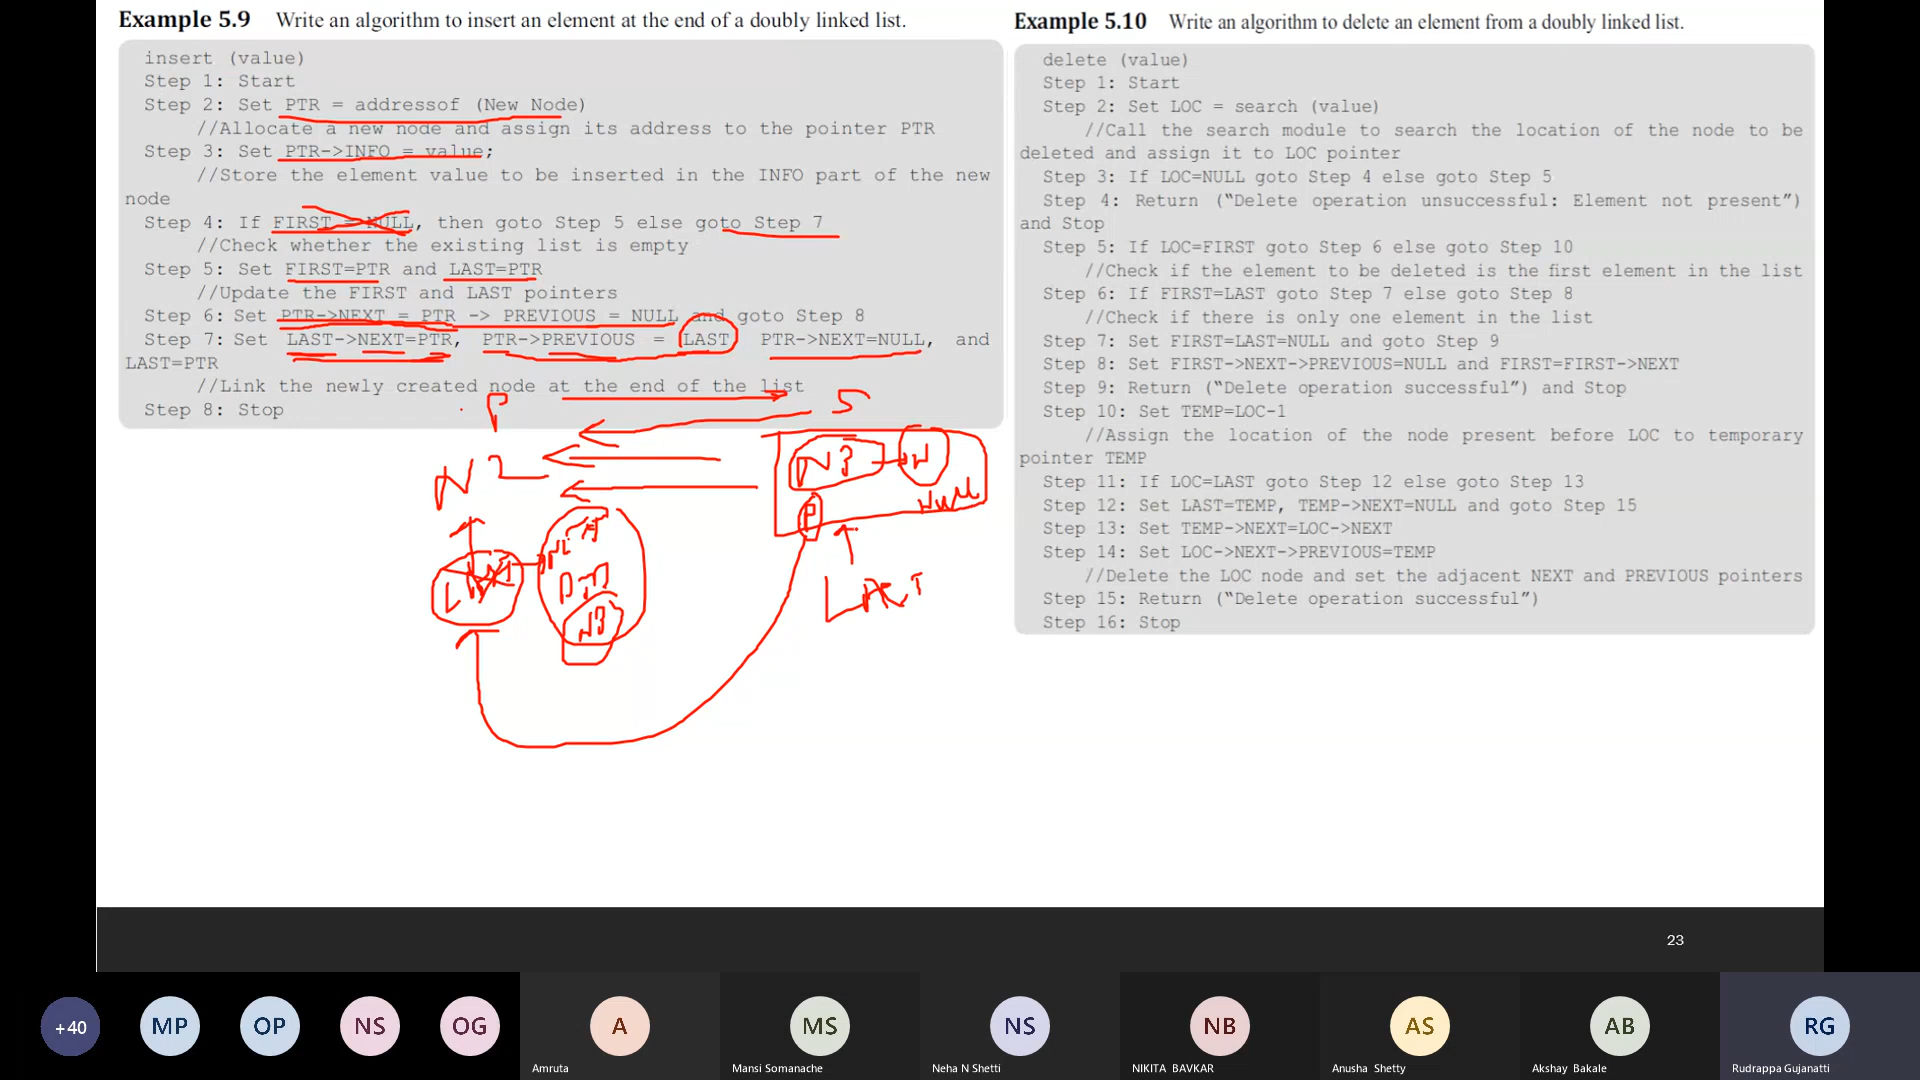 Example 5.9 Write an algorithm to insert an element at the end of a doubly linked list.
insert (value)
Step 1: Start
Step 2: Set PTR = addressof (New Node)
//Allocate a new node and assign its address to the pointer PTR
Step 3: Set PTR->INFO = value;
//Store the element value to be inserted in the INFO part of the new
node
Step 4: If FIRST = NULL, then goto Step 5 else goto Step 7
//Check whether the existing list is empty
Step 5: Set FIRST=PTR and LAST=PTR
//Update the FIRST and LAST pointers
Step 6: Set PTR->NEXT = PTR -> PREVIOUS = NULL and goto Step 8
Step 7: Set LAST->NEXT=PTR, PTR->PREVIOUS = LAST PTR->NEXT=NULL, and
LAST=PTR
//Link the newly created node at the end of the list
Step 8: Stop
P
5
N2
N3
N
Null
P
PTR
N3
LAST
Example 5.10 Write an algorithm to delete an element from a doubly linked list.
delete (value)
Step 1: Start
Step 2: Set LOC = search (value)
//Call the search module to search the location of the node to be
deleted and assign it to LOC pointer
Step 3: If LOC=NULL goto Step 4 else goto Step 5
Step 4: Return (“Delete operation unsuccessful: Element not present”)
and Stop
Step 5: If LOC=FIRST goto Step 6 else goto Step 10
//Check if the element to be deleted is the first element in the list
Step 6: If FIRST=LAST goto Step 7 else goto Step 8
//Check if there is only one element in the list
Step 7: Set FIRST=LAST=NULL and goto Step 9
Step 8: Set FIRST->NEXT->PREVIOUS=NULL and FIRST=FIRST->NEXT
Step 9: Return (“Delete operation successful”) and Stop
Step 10: Set TEMP=LOC-1
//Assign the location of the node present before LOC to temporary
pointer TEMP
Step 11: If LOC=LAST goto Step 12 else goto Step 13
Step 12: Set LAST=TEMP, TEMP->NEXT=NULL and goto Step 15
Step 13: Set TEMP->NEXT=LOC->NEXT
Step 14: Set LOC->NEXT->PREVIOUS=TEMP
//Delete the LOC node and set the adjacent NEXT and PREVIOUS pointers
Step 15: Return (“Delete operation successful”)
Step 16: Stop
23
+40 MP OP NS OG A MS NS NB AS AB RG
Amruta Mansi Somanache Neha N Shetti NIKITA BAVKAR Anusha Shetty Akshay Bakale Rudrappa Gujanatti